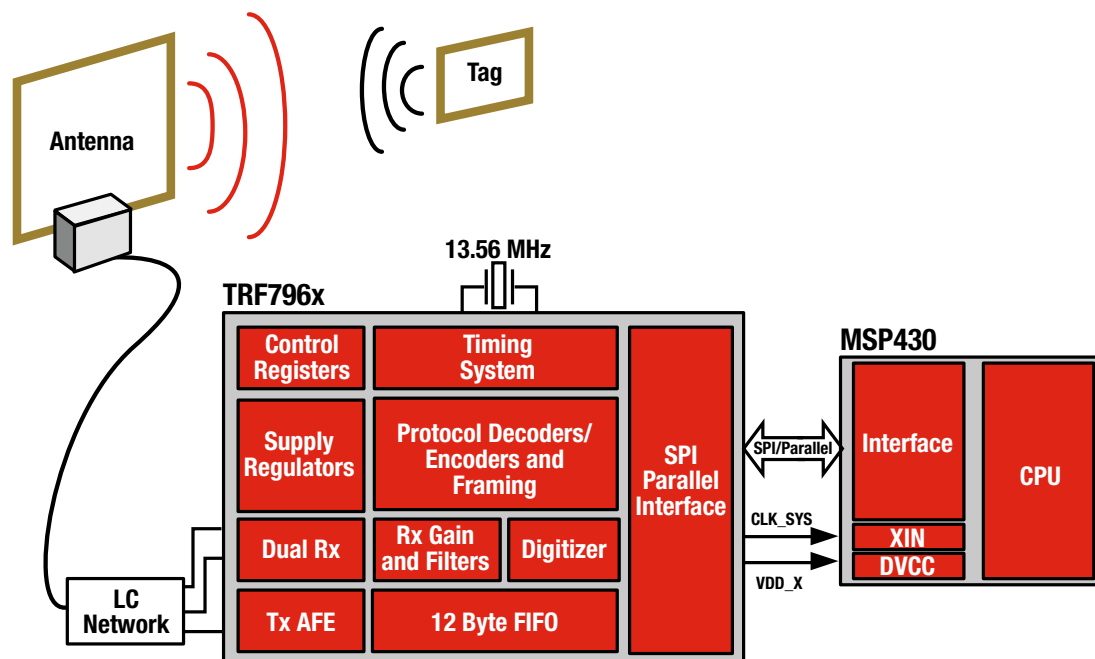 Tag
Antenna
13.56 MHz
TRF796x
MSP430
Control
Registers
Timing
System
Supply
Regulators
Protocol Decoders/
Encoders and
Framing
SPI
Parallel
Interface
SPI/Parallel
Interface
CPU
Dual Rx
Rx Gain
and Filters
Digitizer
CLK_SYS
XIN
VDD_X
DVCC
LC
Network
Tx AFE
12 Byte FIFO